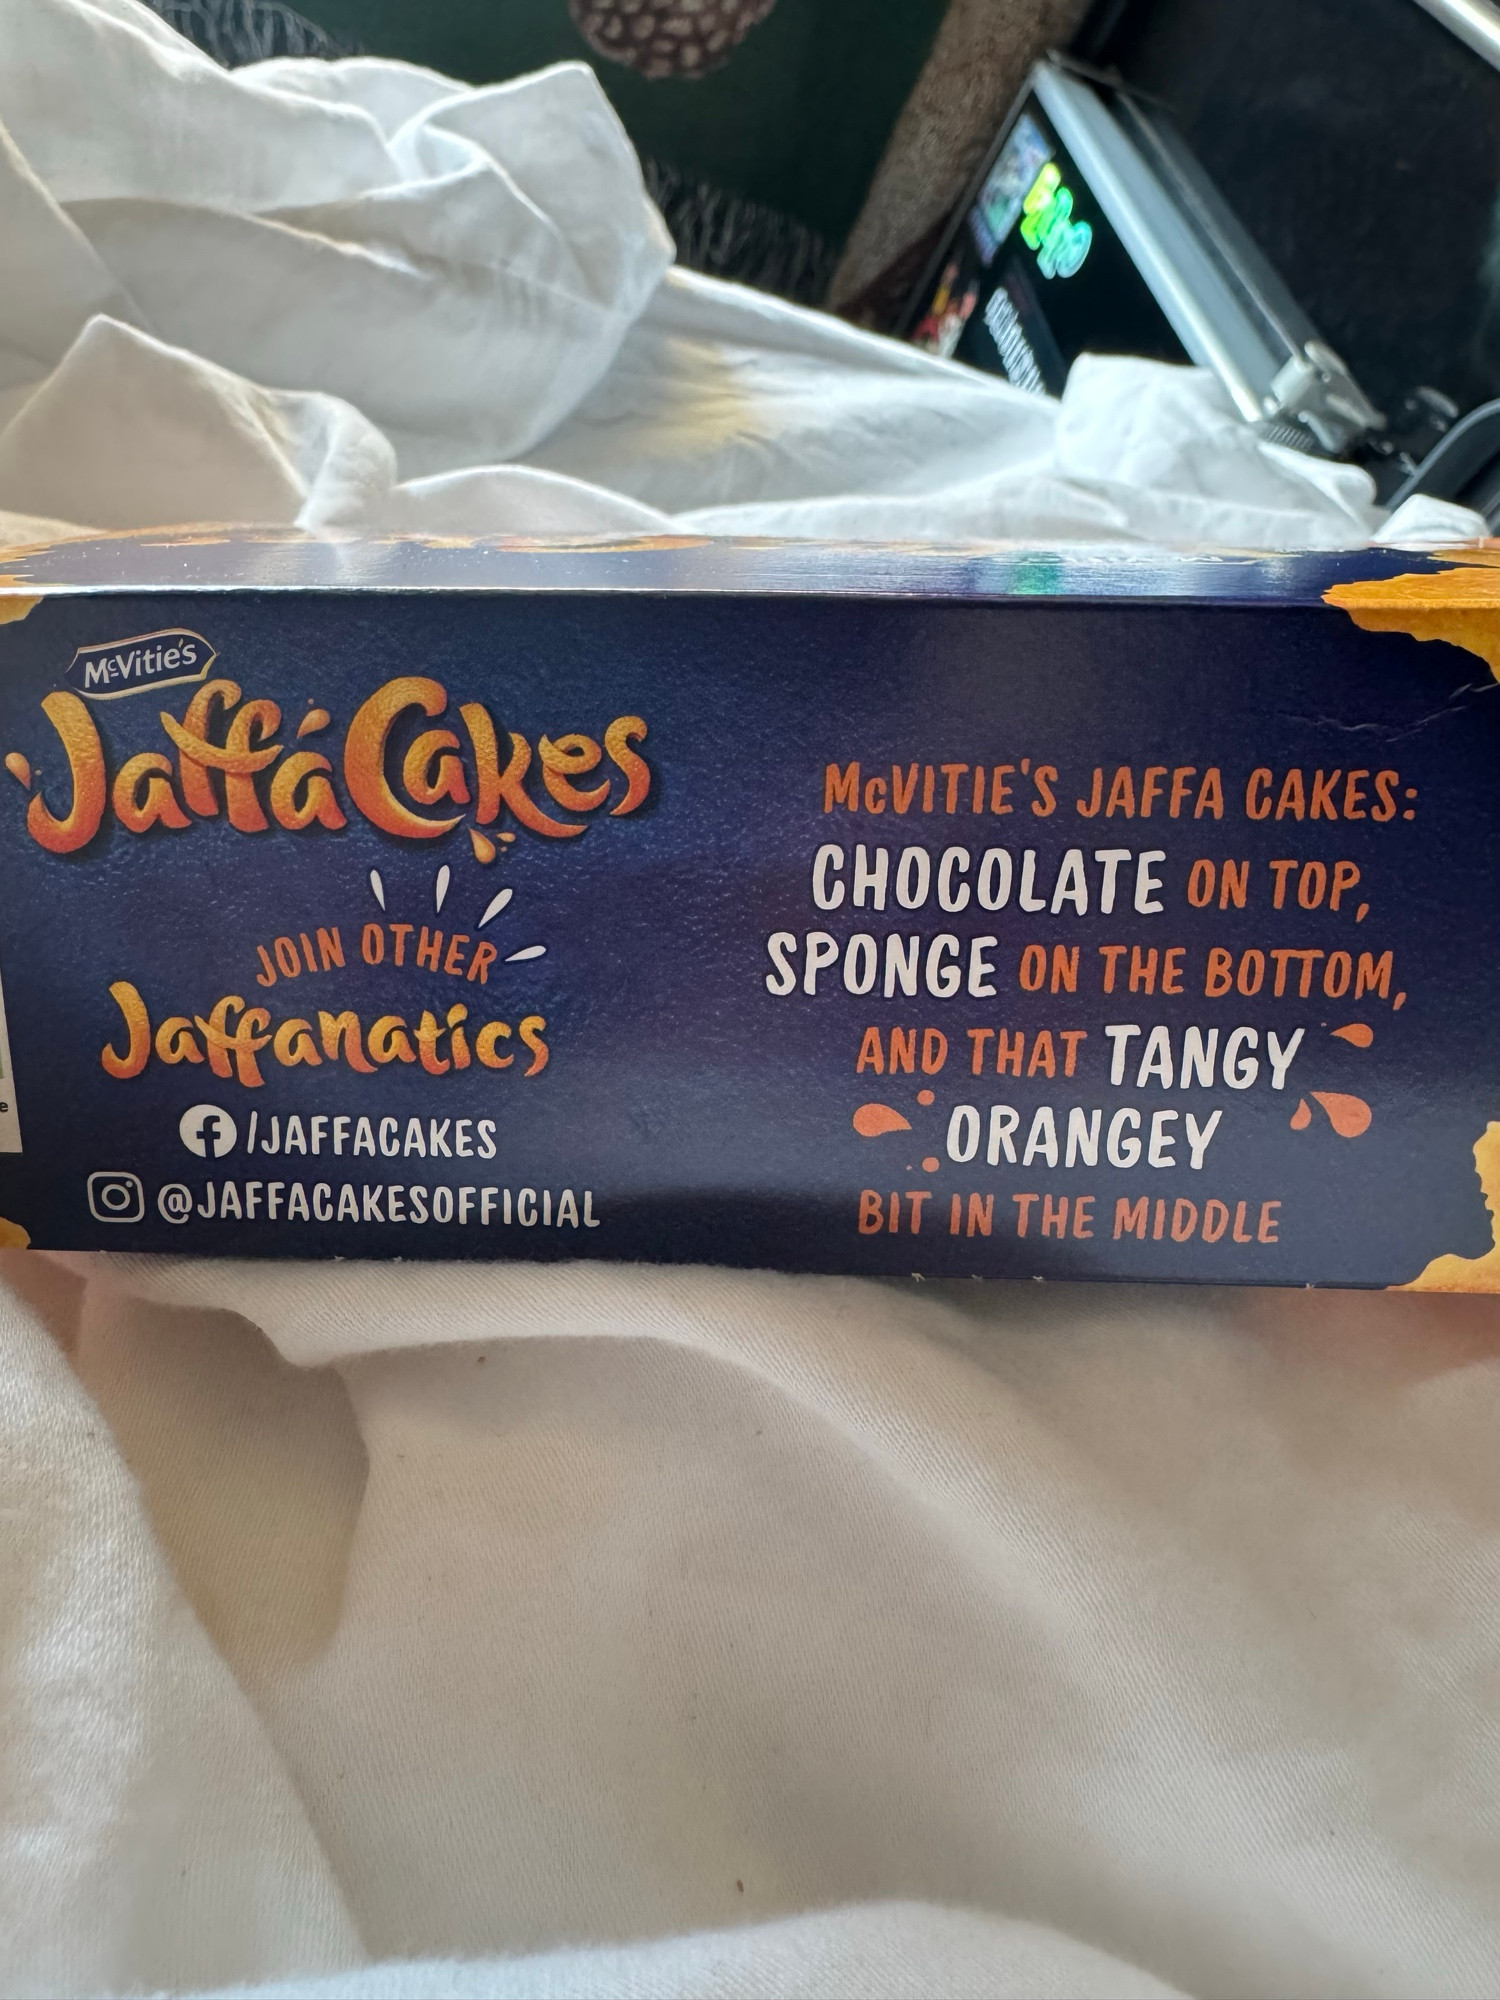 McVitie's
Jaffa Cakes
JOIN OTHER
Jaffanatics
/JAFFACAKES
@JAFFACAKESOFFICIAL
McVITIE'S JAFFA CAKES:
CHOCOLATE ON TOP,
SPONGE ON THE BOTTOM,
AND THAT TANGY
ORANGEY
BIT IN THE MIDDLE